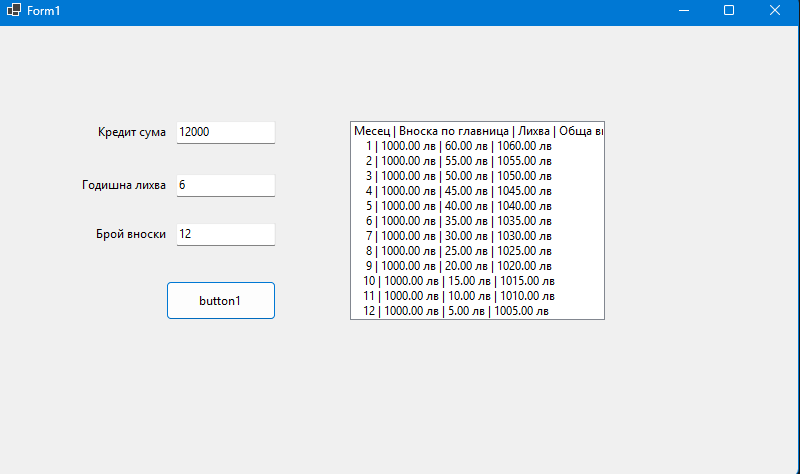 Form1
Кредит сума 12000
Годишна лихва 6
Брой вноски 12
button1
Месец | Вноска по главница | Лихва | Обща
1 | 1000.00 лв | 60.00 лв | 1060.00 лв
2 | 1000.00 лв | 55.00 лв | 1055.00 лв
3 | 1000.00 лв | 50.00 лв | 1050.00 лв
4 | 1000.00 лв | 45.00 лв | 1045.00 лв
5 | 1000.00 лв | 40.00 лв | 1040.00 лв
6 | 1000.00 лв | 35.00 лв | 1035.00 лв
7 | 1000.00 лв | 30.00 лв | 1030.00 лв
8 | 1000.00 лв | 25.00 лв | 1025.00 лв
9 | 1000.00 лв | 20.00 лв | 1020.00 лв
10 | 1000.00 лв | 15.00 лв | 1015.00 лв
11 | 1000.00 лв | 10.00 лв | 1010.00 лв
12 | 1000.00 лв | 5.00 лв | 1005.00 лв